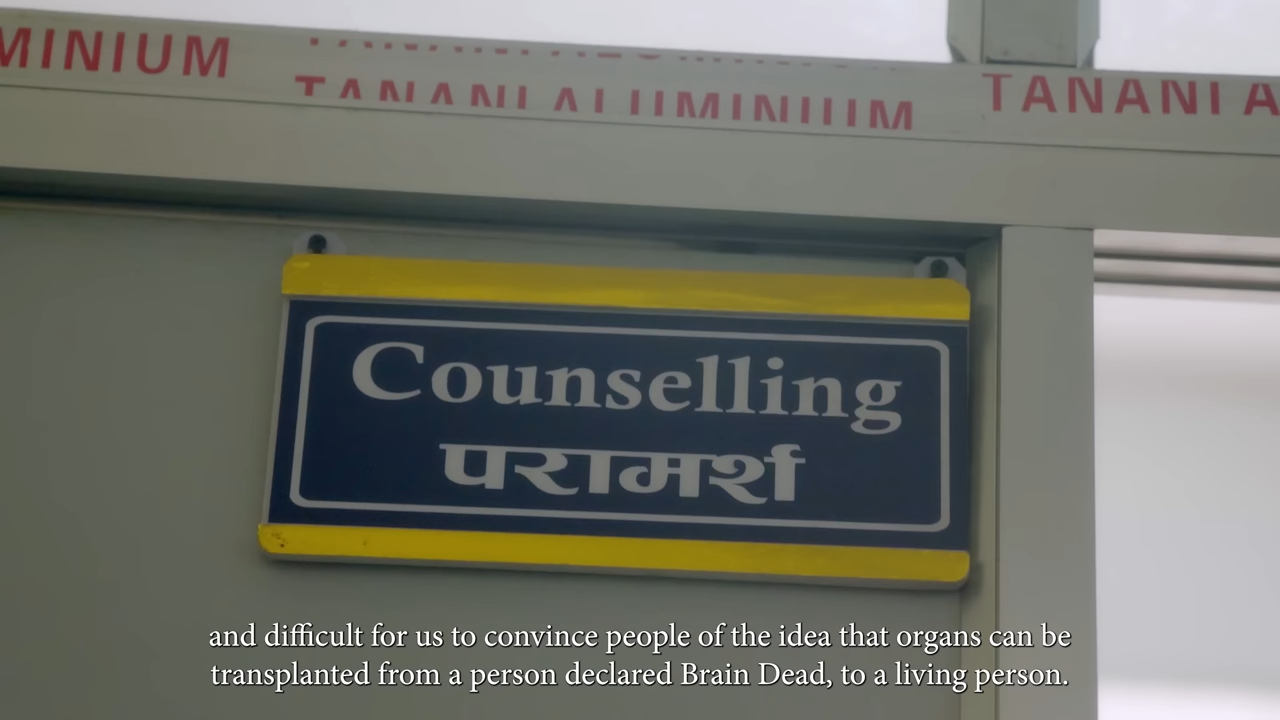 MINIUM TANANI ALUMINIUM TANANI A
Counselling
परामर्श
and difficult for us to convince people of the idea that organs can be
transplanted from a person declared Brain Dead, to a living person.